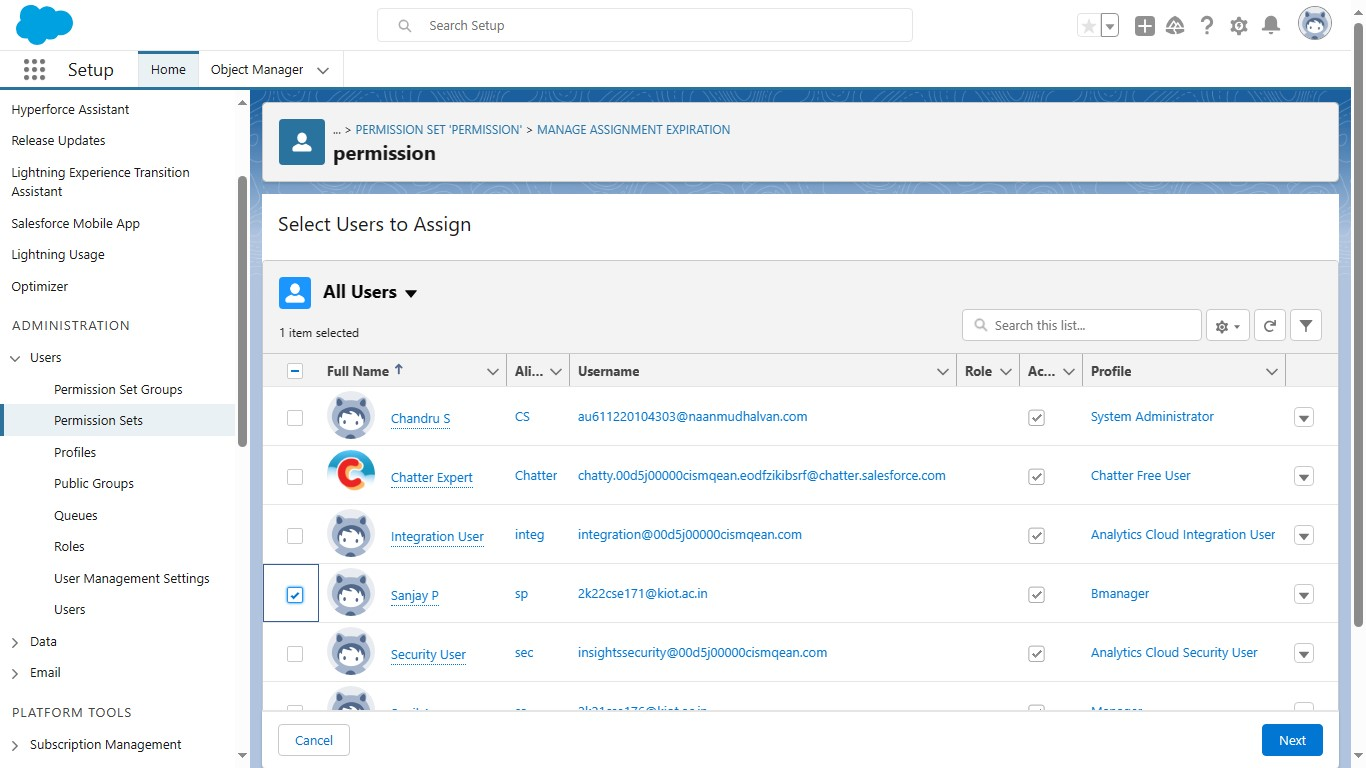 Search Setup
Setup
Home
Object Manager
Hyperforce Assistant
Release Updates
Lightning Experience Transition
Assistant
Salesforce Mobile App
Lightning Usage
Optimizer
ADMINISTRATION
Users
Permission Set Groups
Permission Sets
Profiles
Public Groups
Queues
Roles
User Management Settings
Users
Data
Email
PLATFORM TOOLS
Subscription Management
... > PERMISSION SET 'PERMISSION' > MANAGE ASSIGNMENT EXPIRATION
permission
Select Users to Assign
All Users
1 item selected
Search this list...
Full Name Ali... Username Role Ac... Profile
Chandru S CS au611220104303@naanmudhalvan.com System Administrator
Chatter Expert Chatter chatty.00d5j00000cismqean.eodfzikibsrf@chatter.salesforce.com Chatter Free User
Integration User integ integration@00d5j00000cismqean.com Analytics Cloud Integration User
Sanjay P sp 2k22cse171@kiot.ac.in Bmanager
Security User sec insightssecurity@00d5j00000cismqean.com Analytics Cloud Security User
Cancel
Next